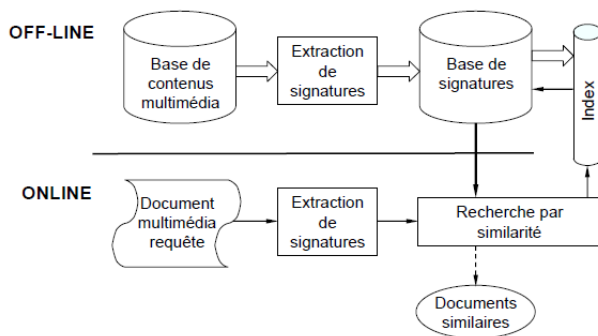 OFF-LINE
Base de
contenus
multimédia
Extraction
de
signatures
Base de
signatures
Index
ONLINE
Document
multimédia
requête
Extraction
de
signatures
Recherche par
similarité
Documents
similaires